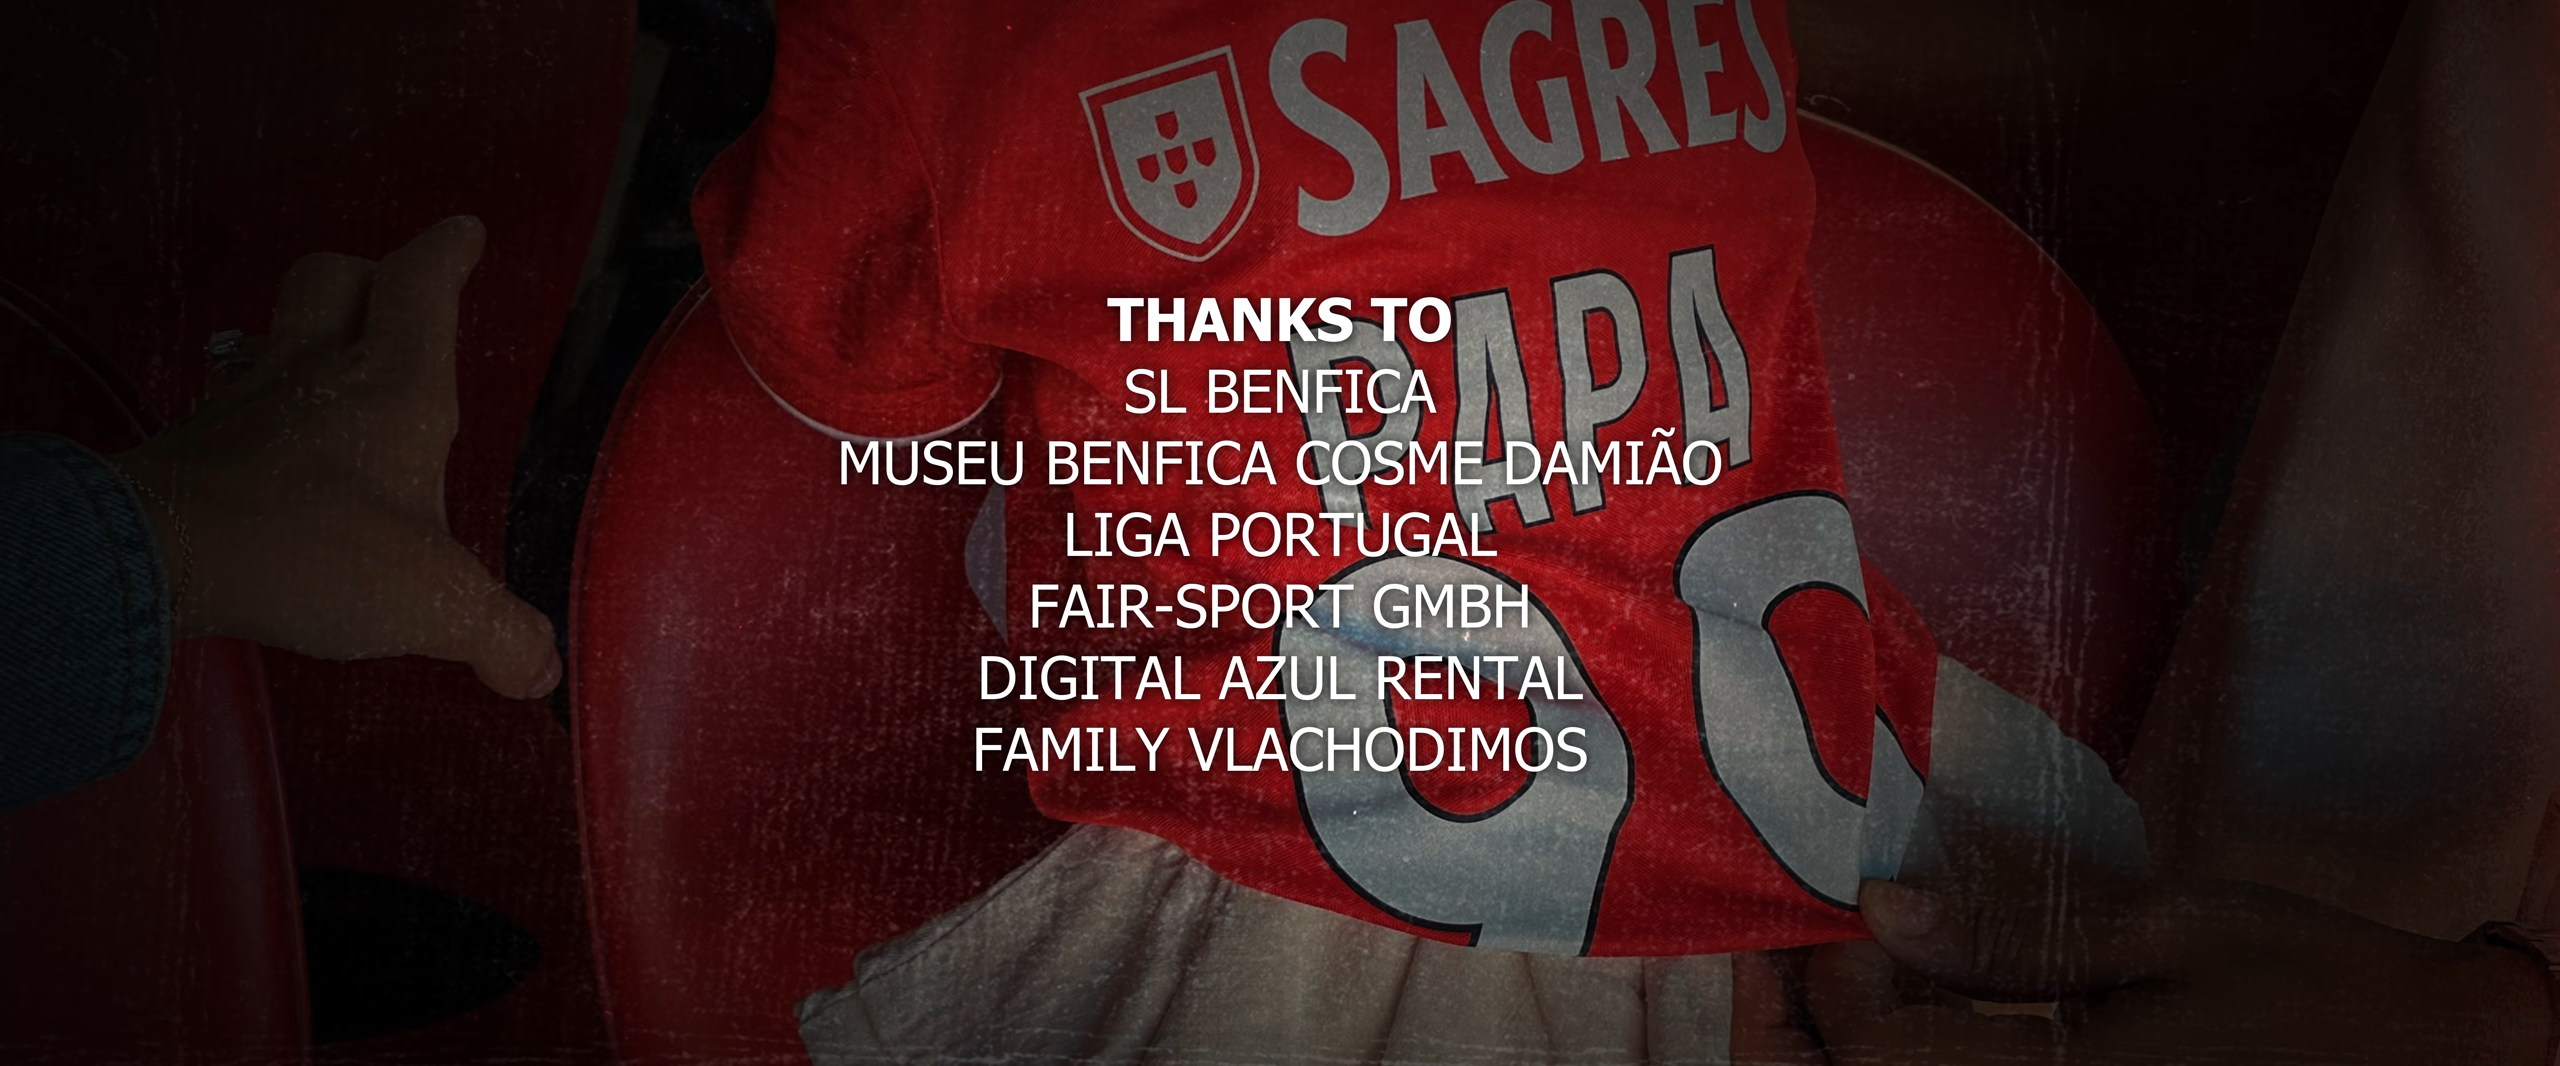 SAGRES
PAPA
99
THANKS TO
SL BENFICA
MUSEU BENFICA COSME DAMIÃO
LIGA PORTUGAL
FAIR-SPORT GMBH
DIGITAL AZUL RENTAL
FAMILY VLACHODIMOS